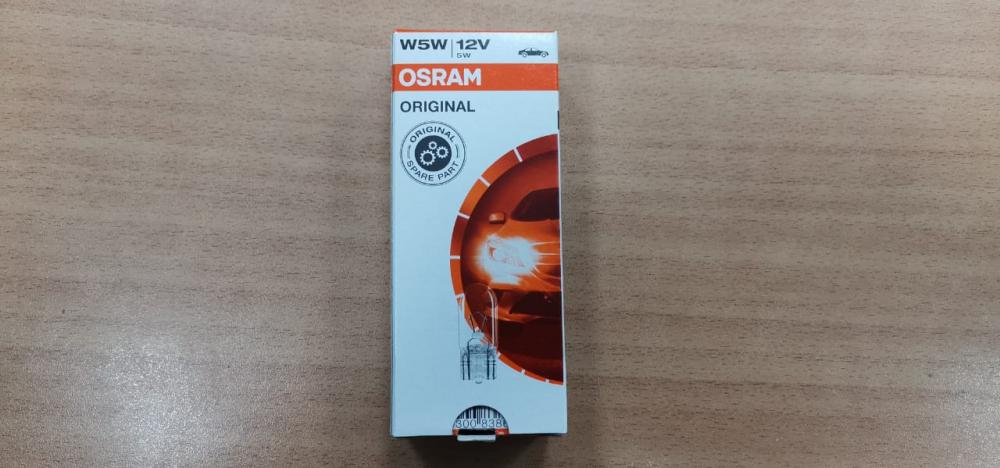 W5W | 12V
5W
OSRAM
ORIGINAL
ORIGINAL
SPARE PART
300 838